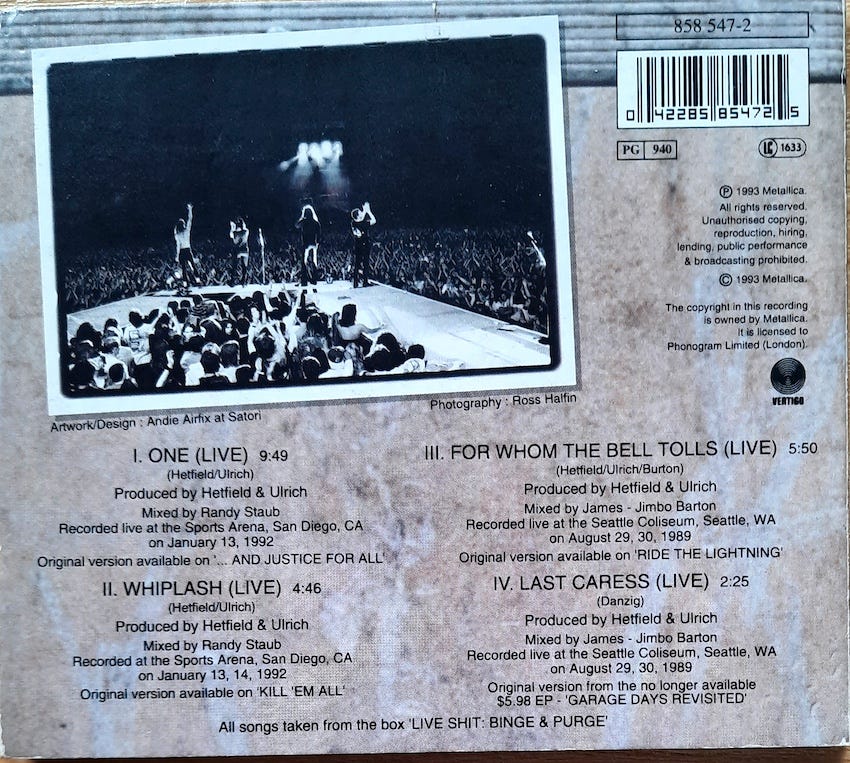 858 547-2
0 42285 85472 5
PG 940
LC 1633
Ⓟ 1993 Metallica.
All rights reserved.
Unauthorised copying,
reproduction, hiring,
lending, public performance
& broadcasting prohibited.
© 1993 Metallica.
The copyright in this recording
is owned by Metallica.
It is licensed to
Phonogram Limited (London).
VERTIGO
Artwork/Design : Andie Airfix at Satori
Photography : Ross Halfin
I. ONE (LIVE) 9:49
(Hetfield/Ulrich)
Produced by Hetfield & Ulrich
Mixed by Randy Staub
Recorded live at the Sports Arena, San Diego, CA
on January 13, 1992
Original version available on '... AND JUSTICE FOR ALL'
II. WHIPLASH (LIVE) 4:46
(Hetfield/Ulrich)
Produced by Hetfield & Ulrich
Mixed by Randy Staub
Recorded at the Sports Arena, San Diego, CA
on January 13, 14, 1992
Original version available on 'KILL 'EM ALL'
III. FOR WHOM THE BELL TOLLS (LIVE) 5:50
(Hetfield/Ulrich/Burton)
Produced by Hetfield & Ulrich
Mixed by James - Jimbo Barton
Recorded live at the Seattle Coliseum, Seattle, WA
on August 29, 30, 1989
Original version available on 'RIDE THE LIGHTNING'
IV. LAST CARESS (LIVE) 2:25
(Danzig)
Produced by Hetfield & Ulrich
Mixed by James - Jimbo Barton
Recorded live at the Seattle Coliseum, Seattle, WA
on August 29, 30, 1989
Original version from the no longer available
$5.98 EP - 'GARAGE DAYS REVISITED'
All songs taken from the box 'LIVE SHIT: BINGE & PURGE'